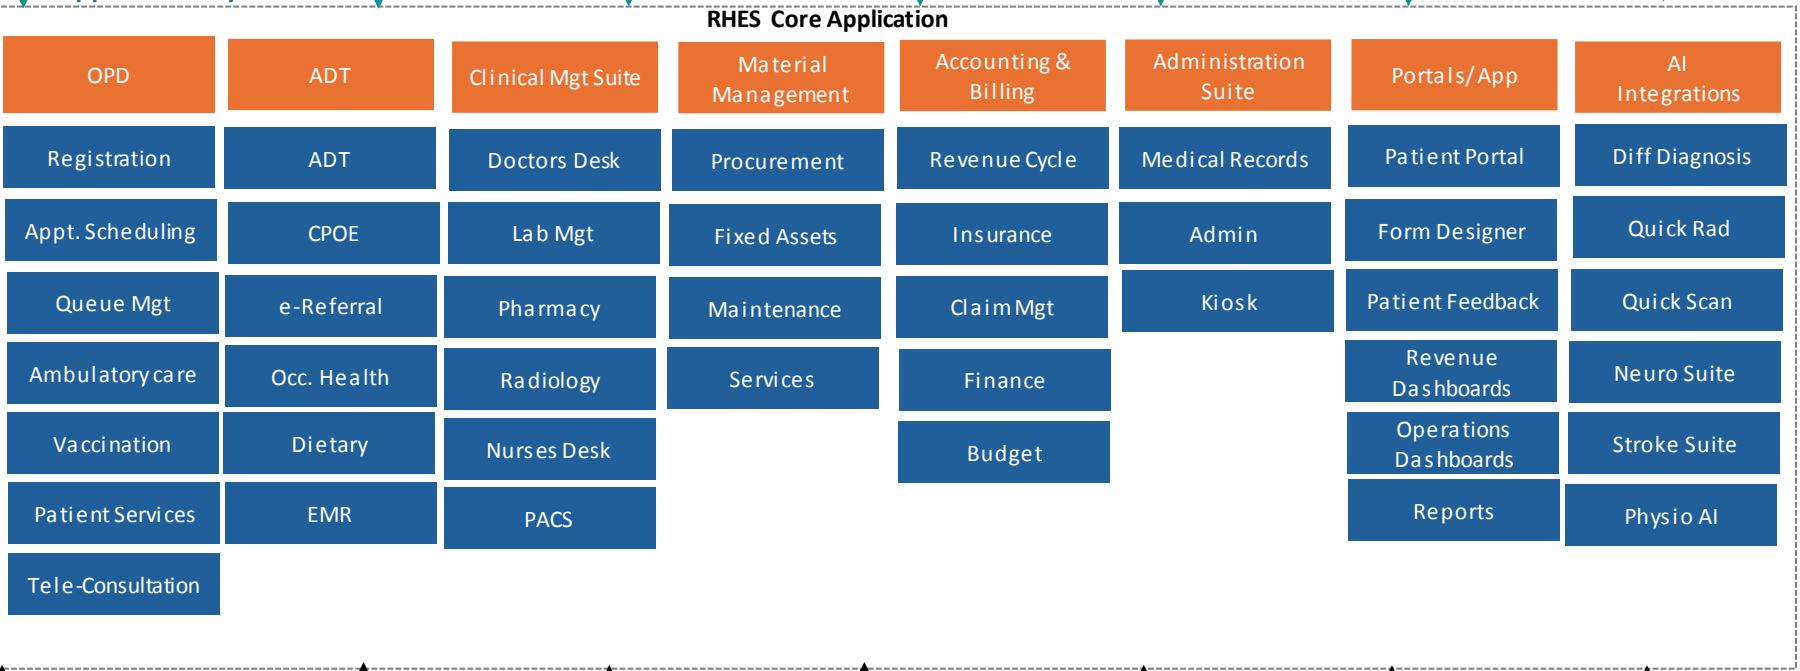 RHES Core Application
OPD
Registration
Appt. Scheduling
Queue Mgt
Ambulatory care
Vaccination
Patient Services
Tele-Consultation
ADT
ADT
CPOE
e-Referral
Occ. Health
Dietary
EMR
Clinical Mgt Suite
Doctors Desk
Lab Mgt
Pharmacy
Radiology
Nurses Desk
PACS
Material
Management
Procurement
Fixed Assets
Maintenance
Services
Accounting &
Billing
Revenue Cycle
Insurance
Claim Mgt
Finance
Budget
Administration
Suite
Medical Records
Admin
Kiosk
Portals/App
Patient Portal
Form Designer
Patient Feedback
Revenue
Dashboards
Operations
Dashboards
Reports
AI
Integrations
Diff Diagnosis
Quick Rad
Quick Scan
Neuro Suite
Stroke Suite
Physio AI